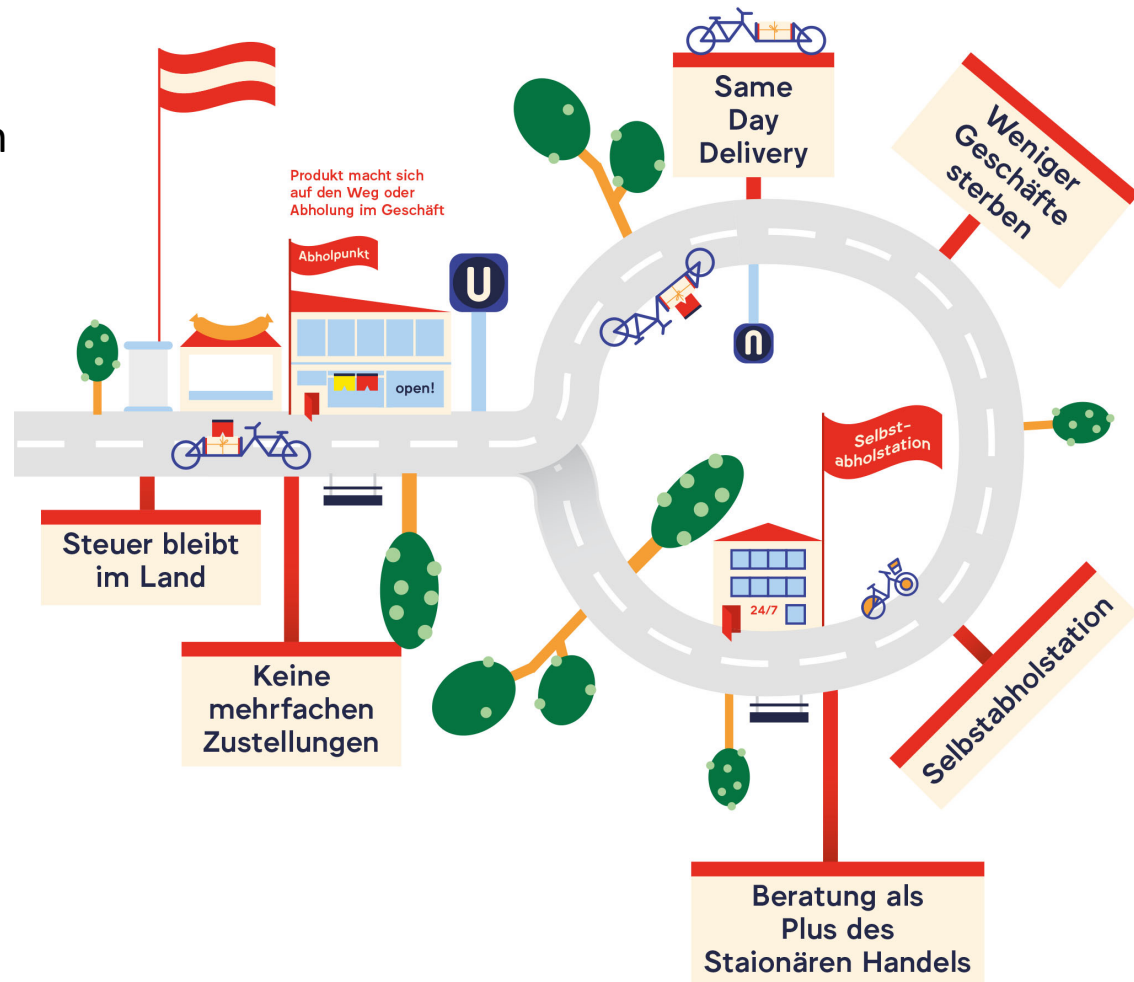 n
Same
Day
Delivery
Weniger
Geschäfte
sterben
Produkt macht sich
auf den Weg oder
Abholung im Geschäft
Abholpunkt
U
U
open!
Selbst-
abholstation
24/7
Steuer bleibt
im Land
Keine
mehrfachen
Zustellungen
Selbstabholstation
Beratung als
Plus des
Staionären Handels